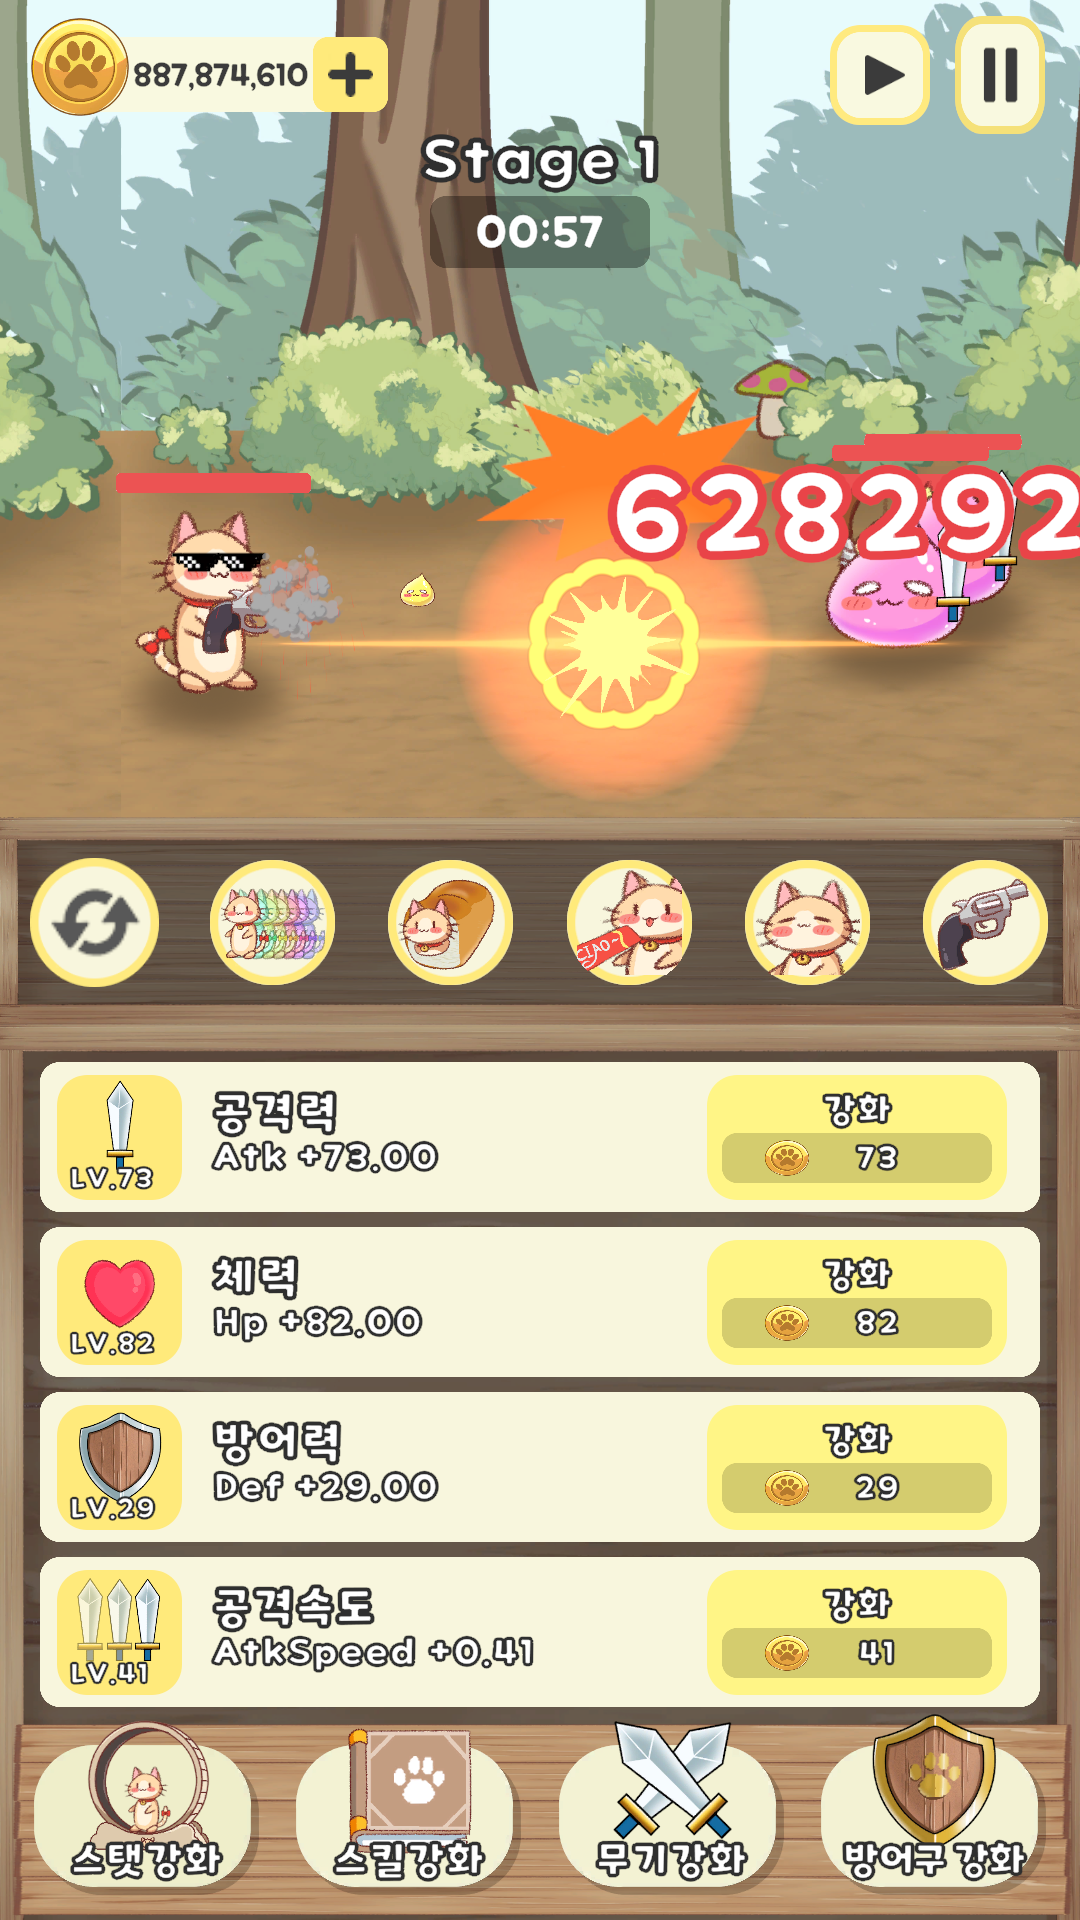 887,874,610
Stage 1
00:57
628292
CIAO~
공격력
Atk +73.00
LV.73
강화
73
체력
Hp +82.00
LV.82
강화
82
방어력
Def +29.00
LV.29
강화
29
공격속도
AtkSpeed +0.41
LV.41
강화
41
스탯강화
스킬강화
무기강화
방어구 강화